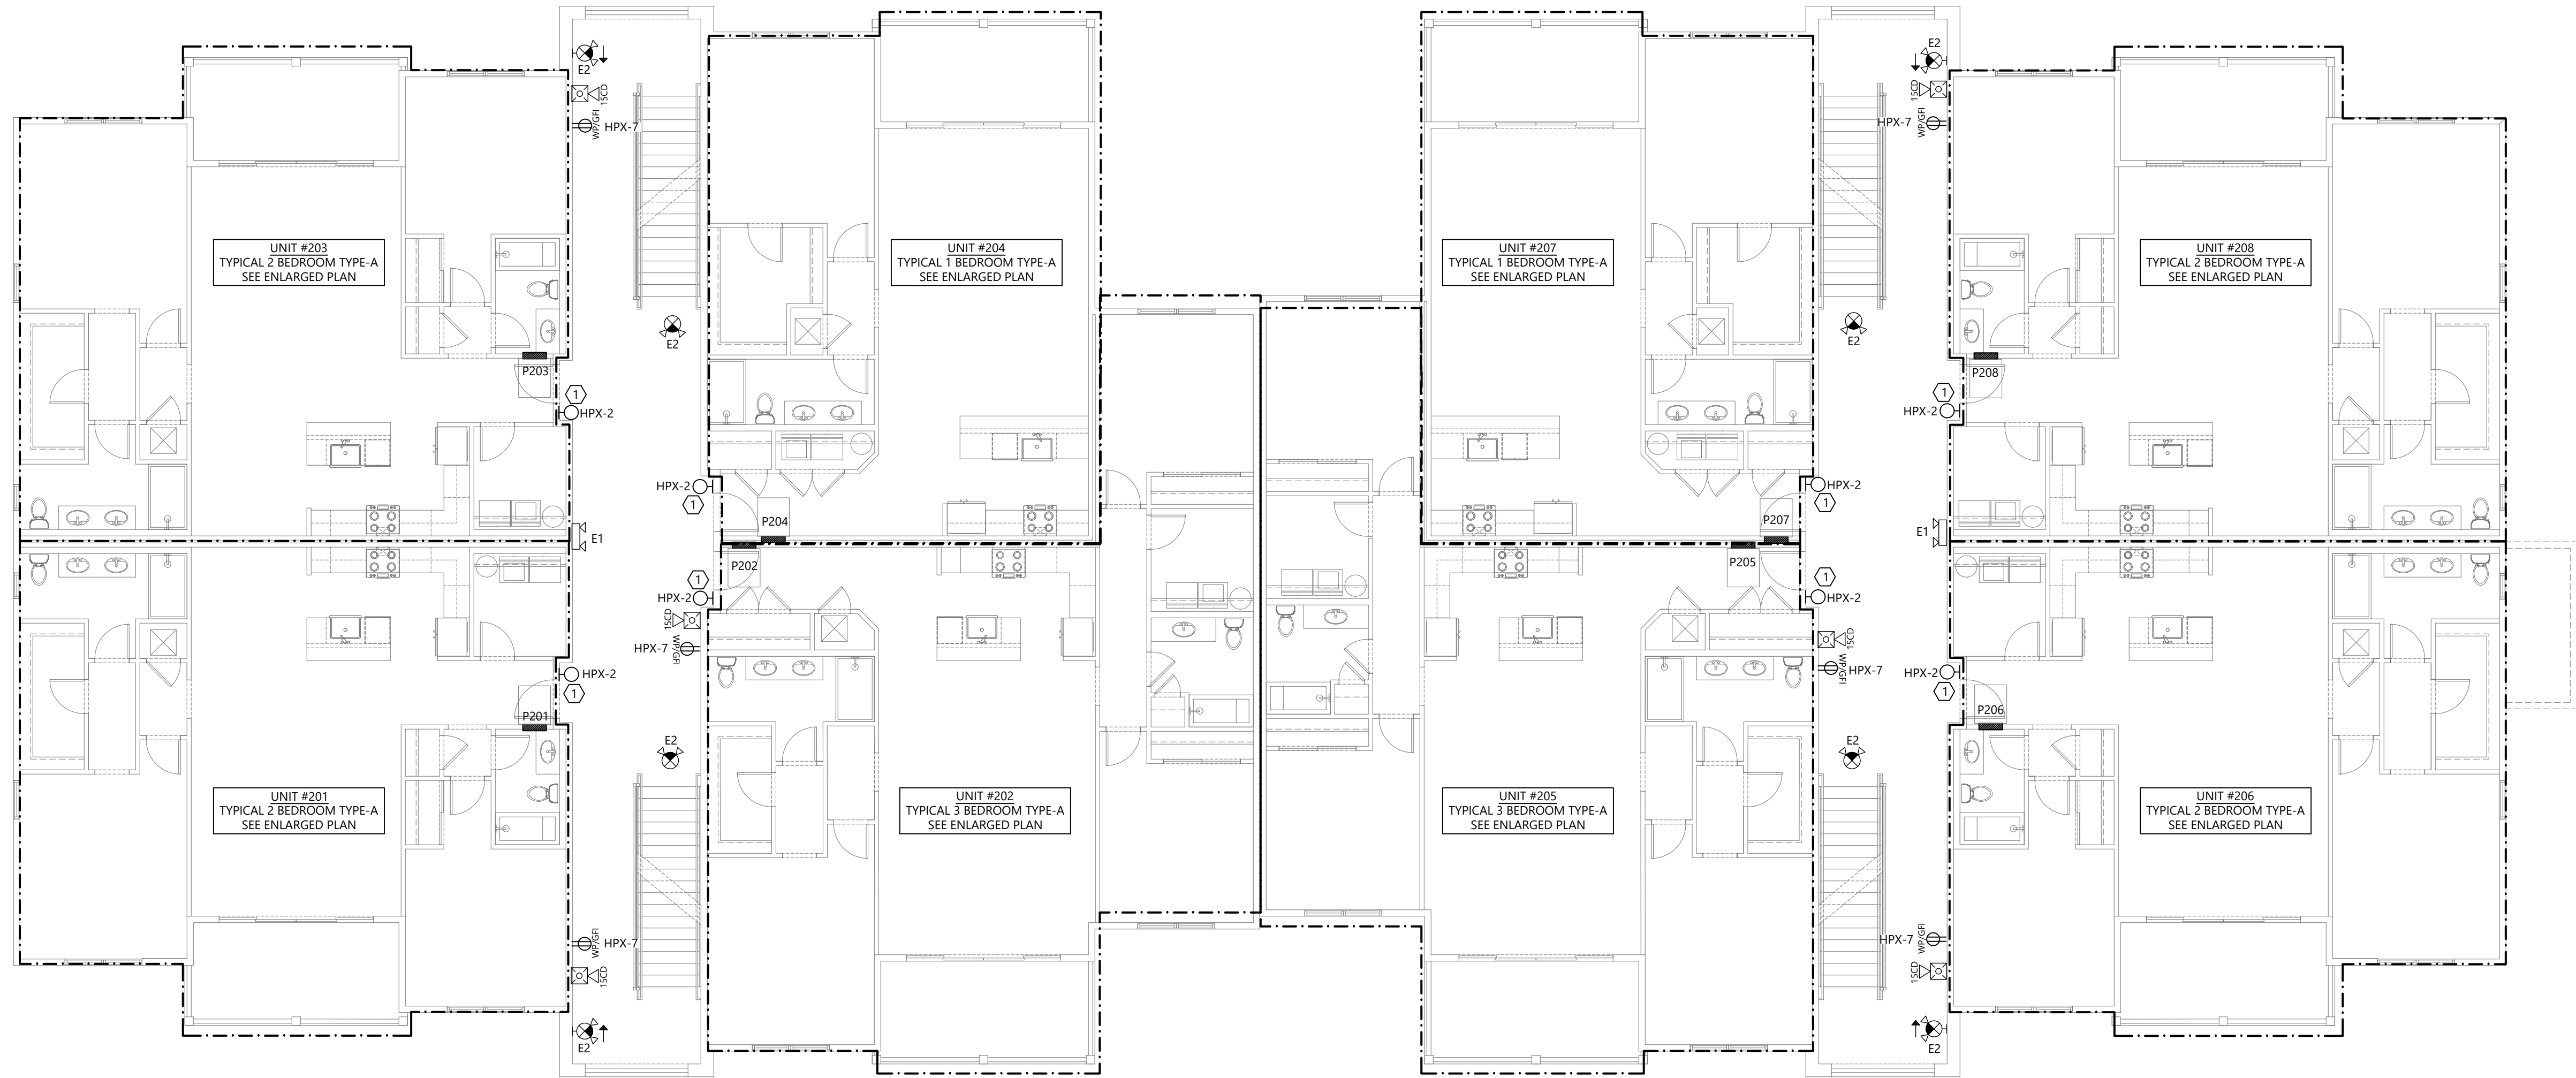 E2
E2
15CD
15CD
WP/GFI
HPX-7
HPX-7
WP/GFI
UNIT #203
TYPICAL 2 BEDROOM TYPE-A
SEE ENLARGED PLAN
UNIT #204
TYPICAL 1 BEDROOM TYPE-A
SEE ENLARGED PLAN
UNIT #207
TYPICAL 1 BEDROOM TYPE-A
SEE ENLARGED PLAN
UNIT #208
TYPICAL 2 BEDROOM TYPE-A
SEE ENLARGED PLAN
E2
E2
P203
P208
1
1
HPX-2
HPX-2
HPX-2
HPX-2
1
1
P204
P207
E1
E1
P202
P205
1
1
HPX-2
HPX-2
15CD
15CD
WP/GFI
HPX-7
HPX-7
WP/GFI
HPX-2
HPX-2
1
1
P201
P206
E2
E2
UNIT #201
TYPICAL 2 BEDROOM TYPE-A
SEE ENLARGED PLAN
UNIT #202
TYPICAL 3 BEDROOM TYPE-A
SEE ENLARGED PLAN
UNIT #205
TYPICAL 3 BEDROOM TYPE-A
SEE ENLARGED PLAN
UNIT #206
TYPICAL 2 BEDROOM TYPE-A
SEE ENLARGED PLAN
WP/GFI
HPX-7
HPX-7
WP/GFI
15CD
15CD
E2
E2